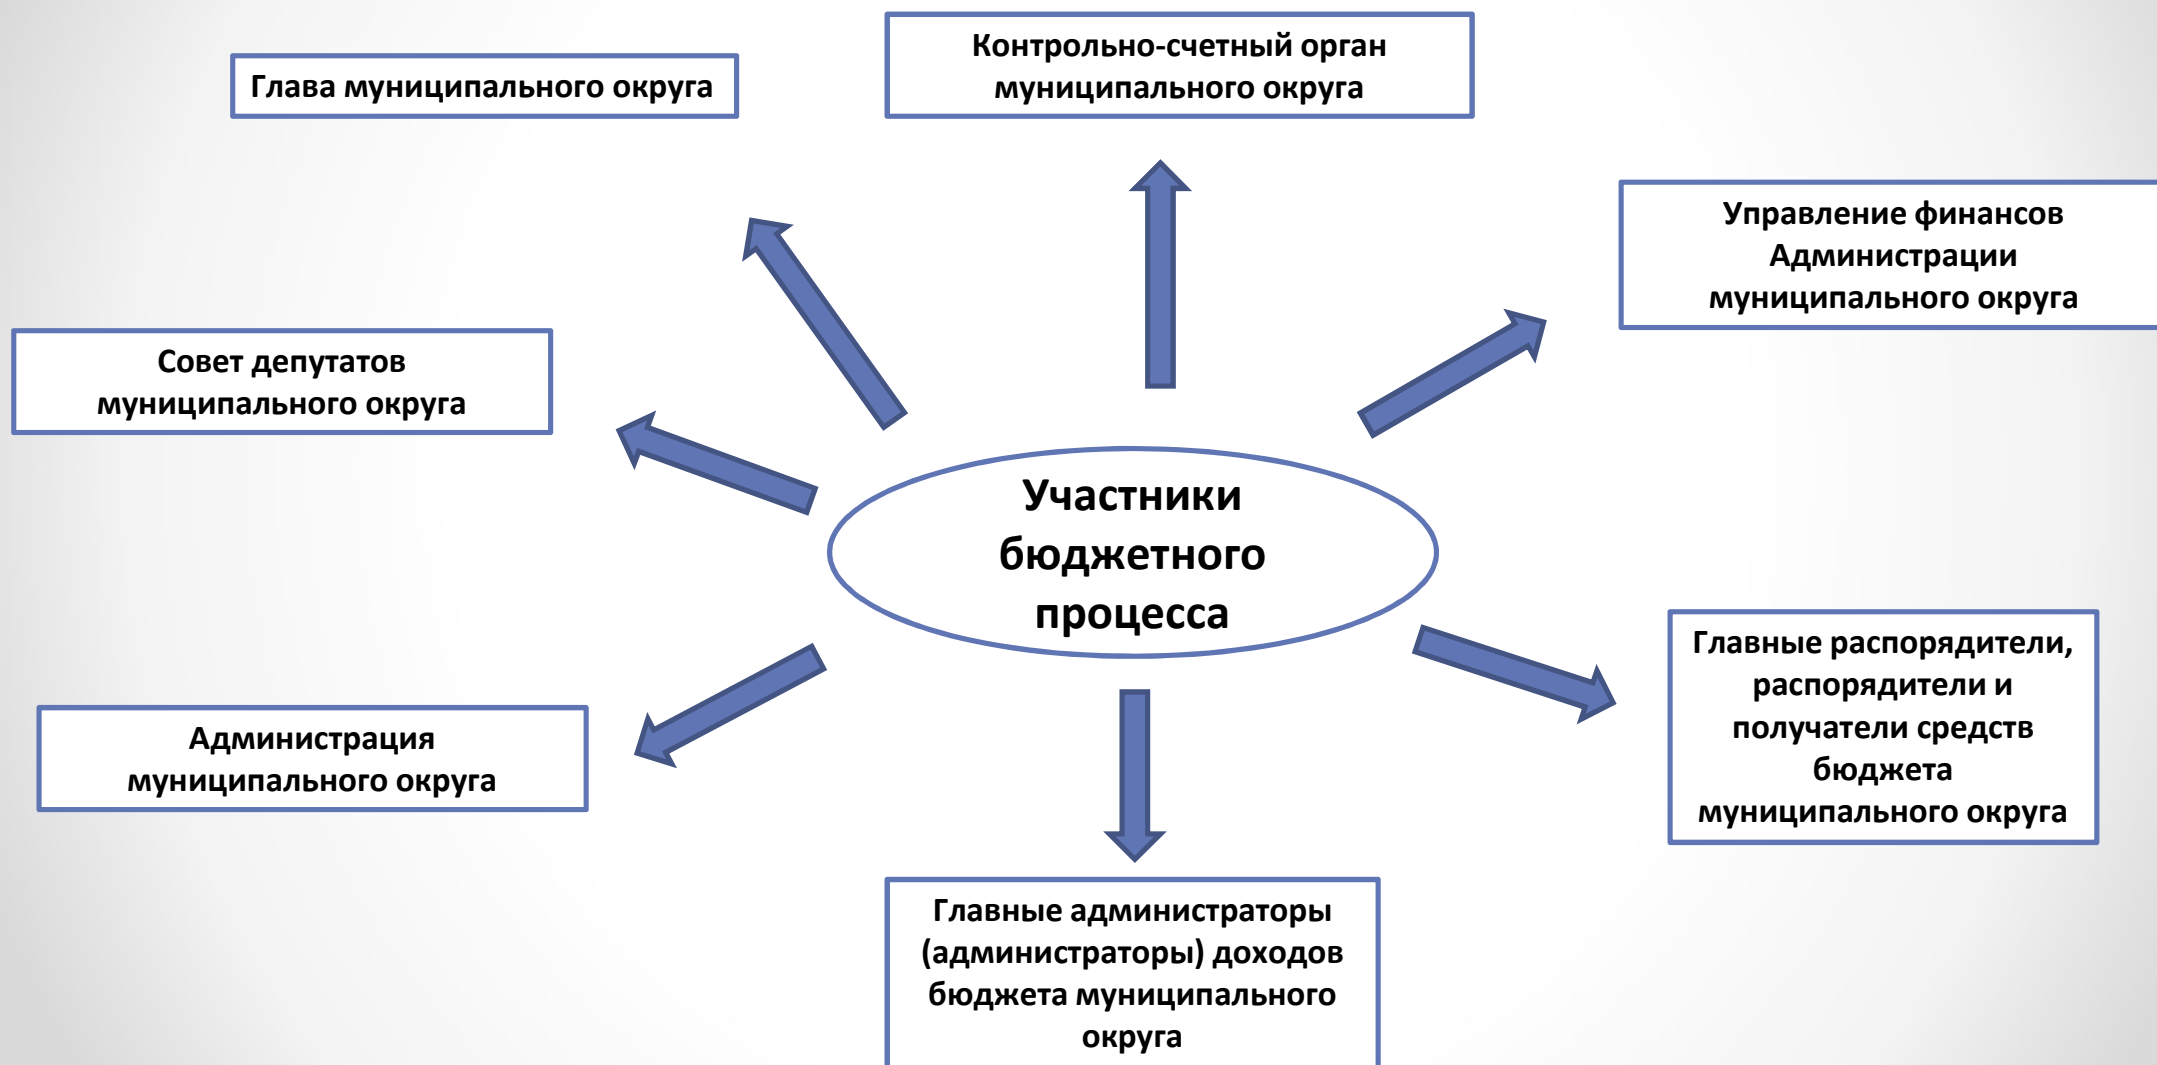 Контрольно-счетный орган
муниципального округа
Глава муниципального округа
Управление финансов
Администрации
муниципального округа
Совет депутатов
муниципального округа
Участники
бюджетного
процесса
Главные распорядители,
распорядители и
получатели средств
бюджета
муниципального округа
Администрация
муниципального округа
Главные администраторы
(администраторы) доходов
бюджета муниципального
округа